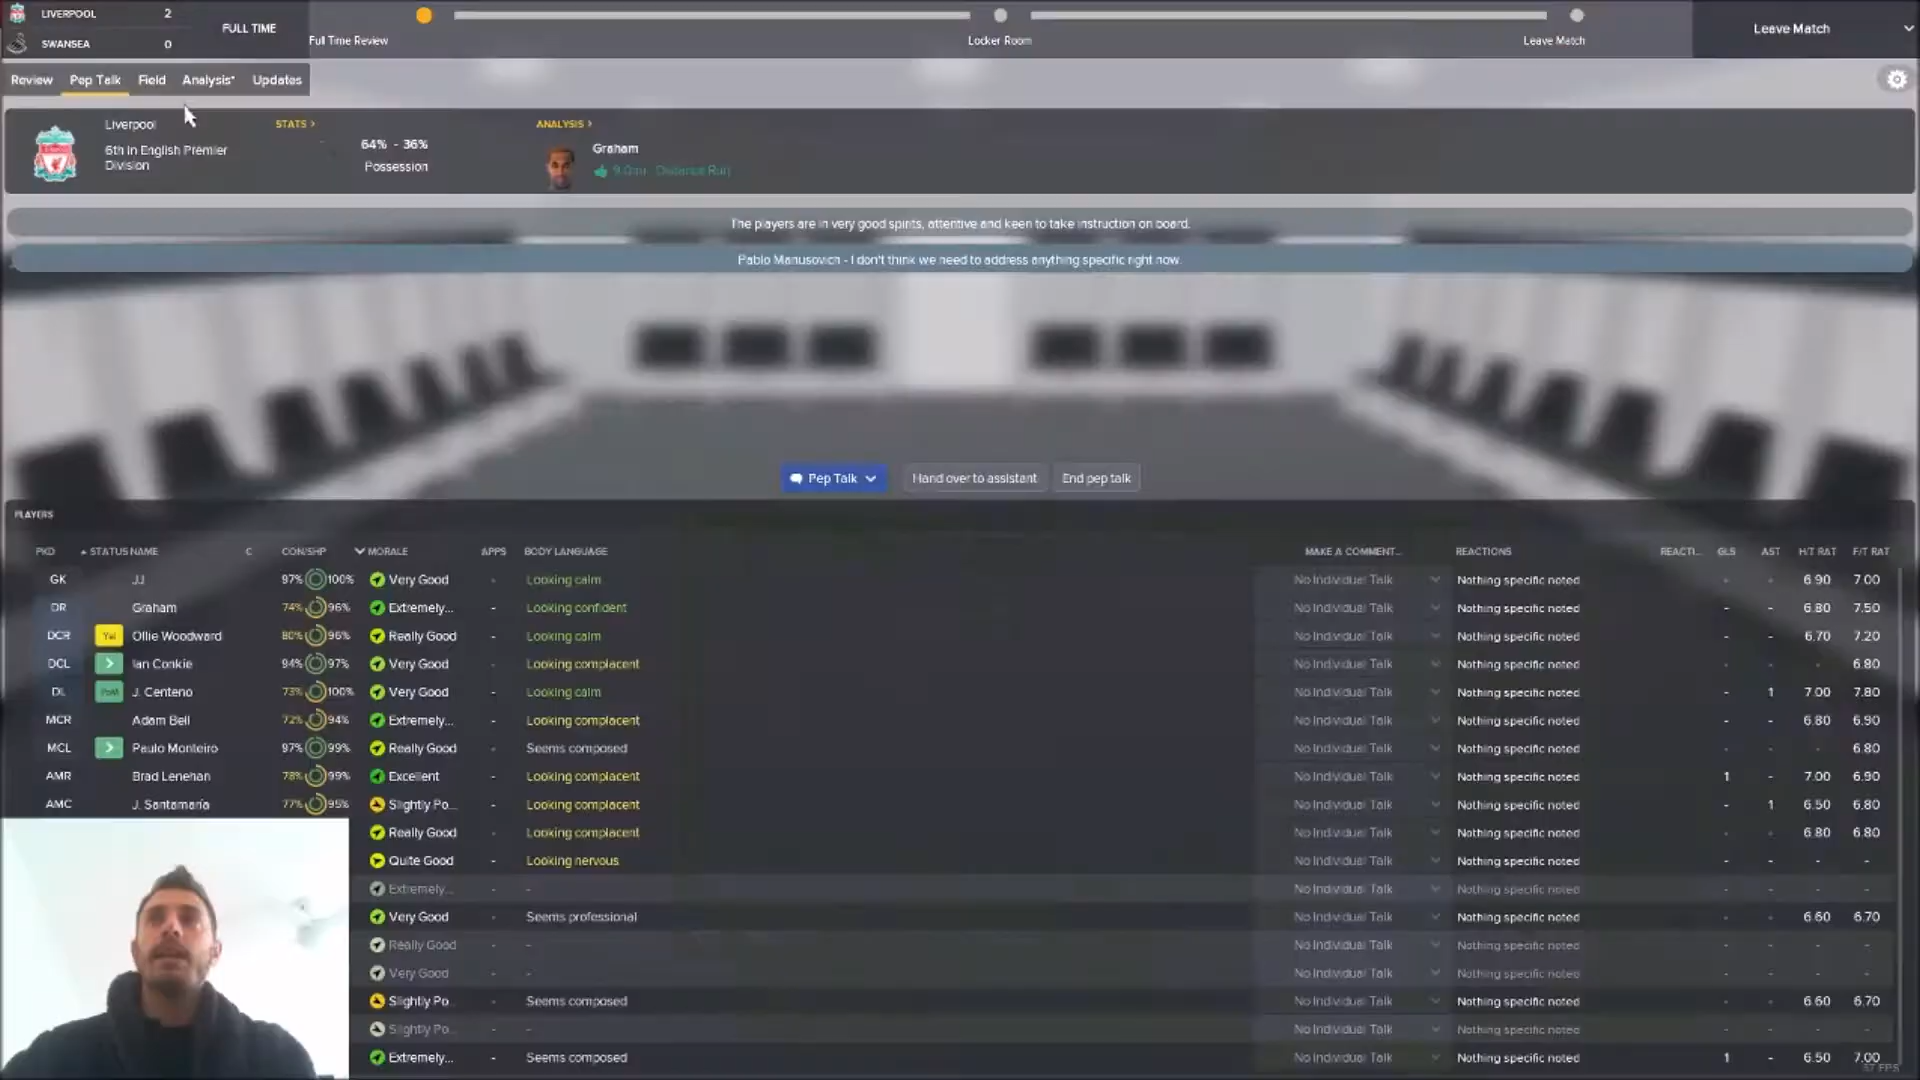 LIVERPOOL 2
SWANSEA 0
FULL TIME
Full Time Review
Locker Room
Leave Match
Leave Match
Review Pep Talk Field Analysis* Updates
Liverpool
6th in English Premier
Division
STATS >
64% - 36%
Possession
ANALYSIS >
Graham
Distance Run
The players are in very good spirits, attentive and keen to take instruction on board.
Pablo Manusovich - I don't think we need to address anything specific right now.
Pep Talk Hand over to assistant End pep talk
PLAYERS
PKD STATUS NAME C CON/SHP MORALE APPS BODY LANGUAGE MAKE A COMMENT... REACTIONS REACTI... GLS AST H/T RAT F/T RAT
GK JJ 97% 100% Very Good - Looking calm No Individual Talk Nothing specific noted - - 6.90 7.00
DR Graham 74% 96% Extremely... - Looking confident No Individual Talk Nothing specific noted - - 6.80 7.50
DCR Yel Ollie Woodward 80% 96% Really Good - Looking calm No Individual Talk Nothing specific noted - - 6.70 7.20
DCL Ian Conkie 94% 97% Very Good - Looking complacent No Individual Talk Nothing specific noted - - - 6.80
DL PoM J. Centeno 73% 100% Very Good - Looking calm No Individual Talk Nothing specific noted - 1 7.00 7.80
MCR Adam Bell 72% 94% Extremely... - Looking complacent No Individual Talk Nothing specific noted - - 6.80 6.90
MCL Paulo Monteiro 97% 99% Really Good - Seems composed No Individual Talk Nothing specific noted - - - 6.80
AMR Brad Lenehan 78% 99% Excellent - Looking complacent No Individual Talk Nothing specific noted 1 - 7.00 6.90
AMC J. Santamaría 77% 95% Slightly Po... - Looking complacent No Individual Talk Nothing specific noted - 1 6.50 6.80
Really Good - Looking complacent No Individual Talk Nothing specific noted - - 6.80 6.80
Quite Good - Looking nervous No Individual Talk Nothing specific noted - - - -
Extremely... - - No Individual Talk Nothing specific noted - - - -
Very Good - Seems professional No Individual Talk Nothing specific noted - - 6.60 6.70
Really Good - - No Individual Talk Nothing specific noted - - - -
Very Good - - No Individual Talk Nothing specific noted - - - -
Slightly Po... - Seems composed No Individual Talk Nothing specific noted - - 6.60 6.70
Slightly Po... - - No Individual Talk Nothing specific noted - - - -
Extremely... - Seems composed No Individual Talk Nothing specific noted 1 - 6.50 7.00